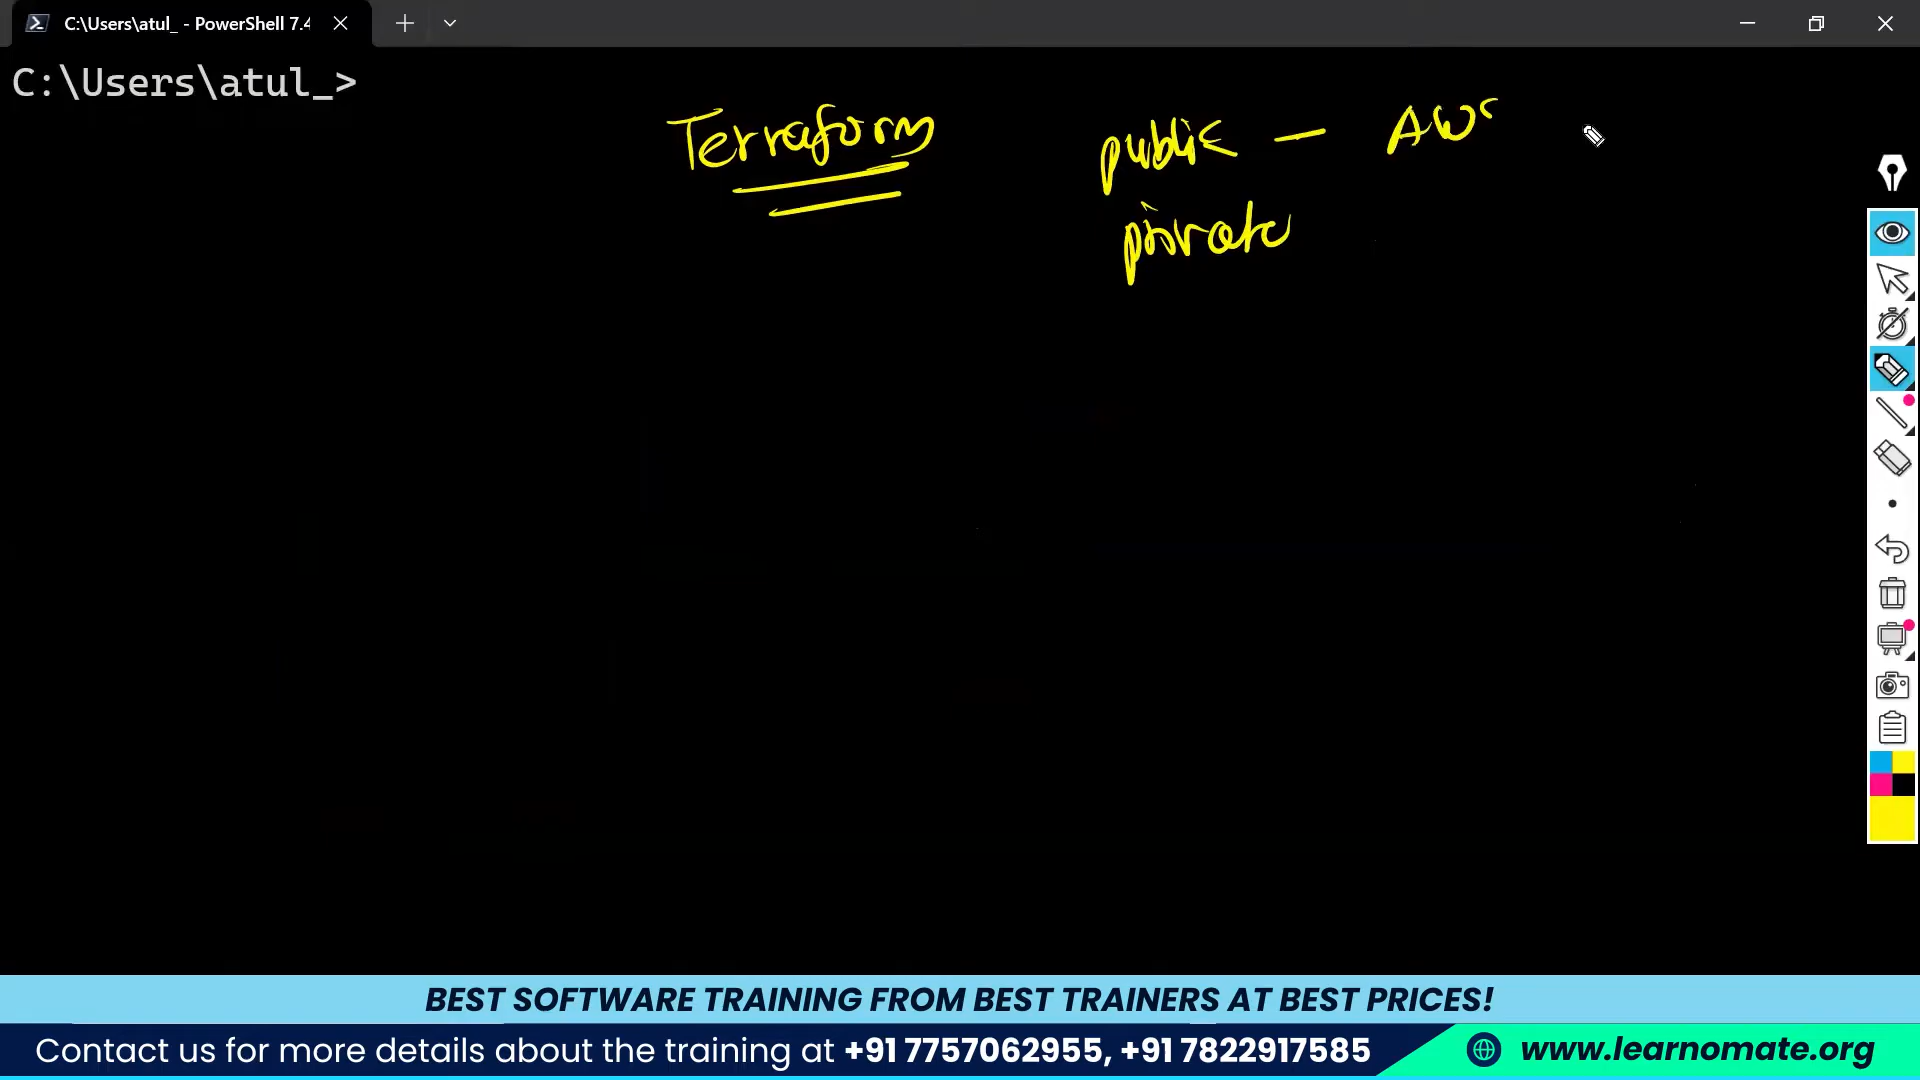 C:\Users\atul_ - PowerShell 7.4
C:\Users\atul_>
Terraform public — AWS
private
BEST SOFTWARE TRAINING FROM BEST TRAINERS AT BEST PRICES!
Contact us for more details about the training at +91 7757062955, +91 7822917585
www.learnomate.org